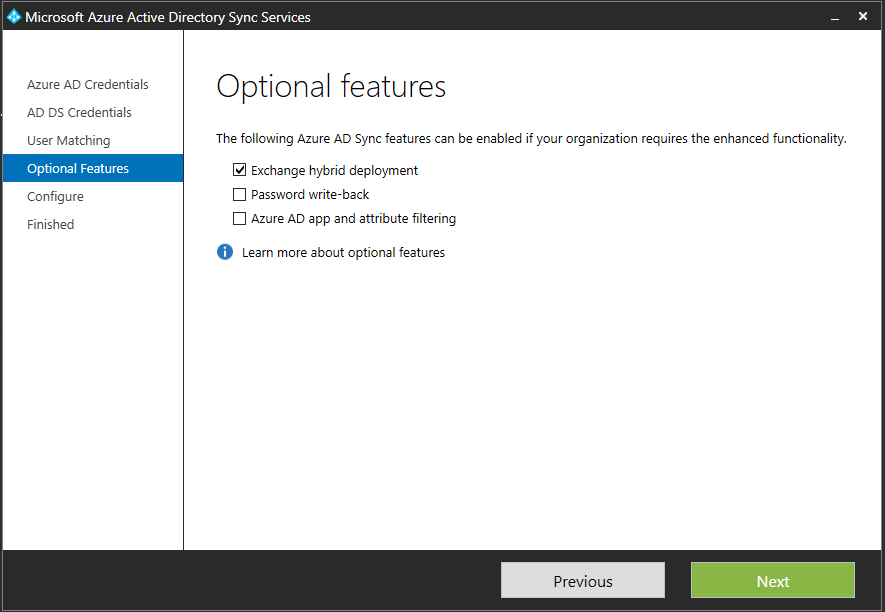 Microsoft Azure Active Directory Sync Services
Azure AD Credentials
AD DS Credentials
User Matching
Optional Features
Configure
Finished
Optional features
The following Azure AD Sync features can be enabled if your organization requires the enhanced functionality.
Exchange hybrid deployment
Password write-back
Azure AD app and attribute filtering
Learn more about optional features
Previous
Next